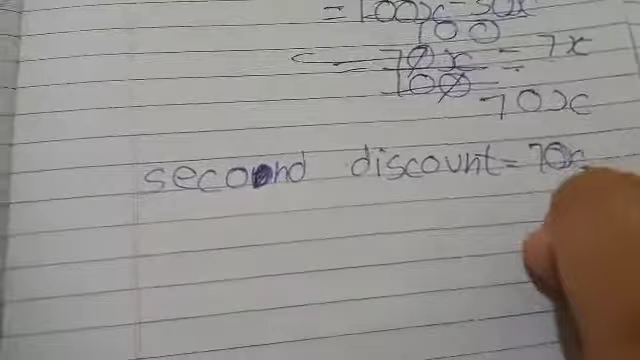 = 100x - 30x
100
= 70x = 7x
100
70x
second discount = 70x